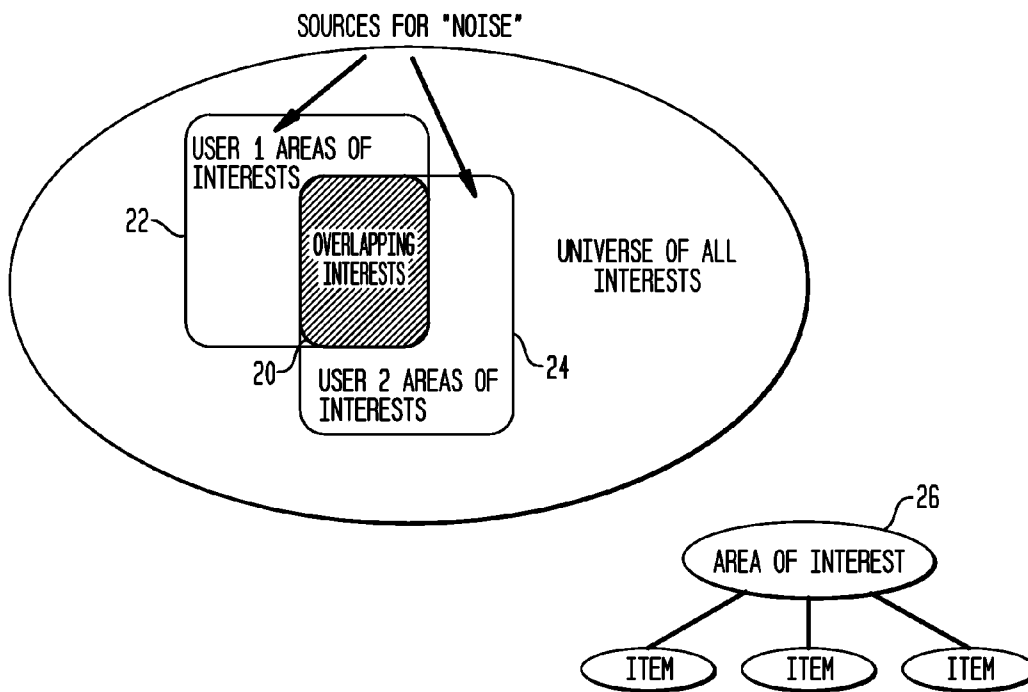 SOURCES FOR "NOISE"
USER 1 AREAS OF
INTERESTS
22
OVERLAPPING
INTERESTS
UNIVERSE OF ALL
INTERESTS
20
24
USER 2 AREAS OF
INTERESTS
26
AREA OF INTEREST
ITEM
ITEM
ITEM